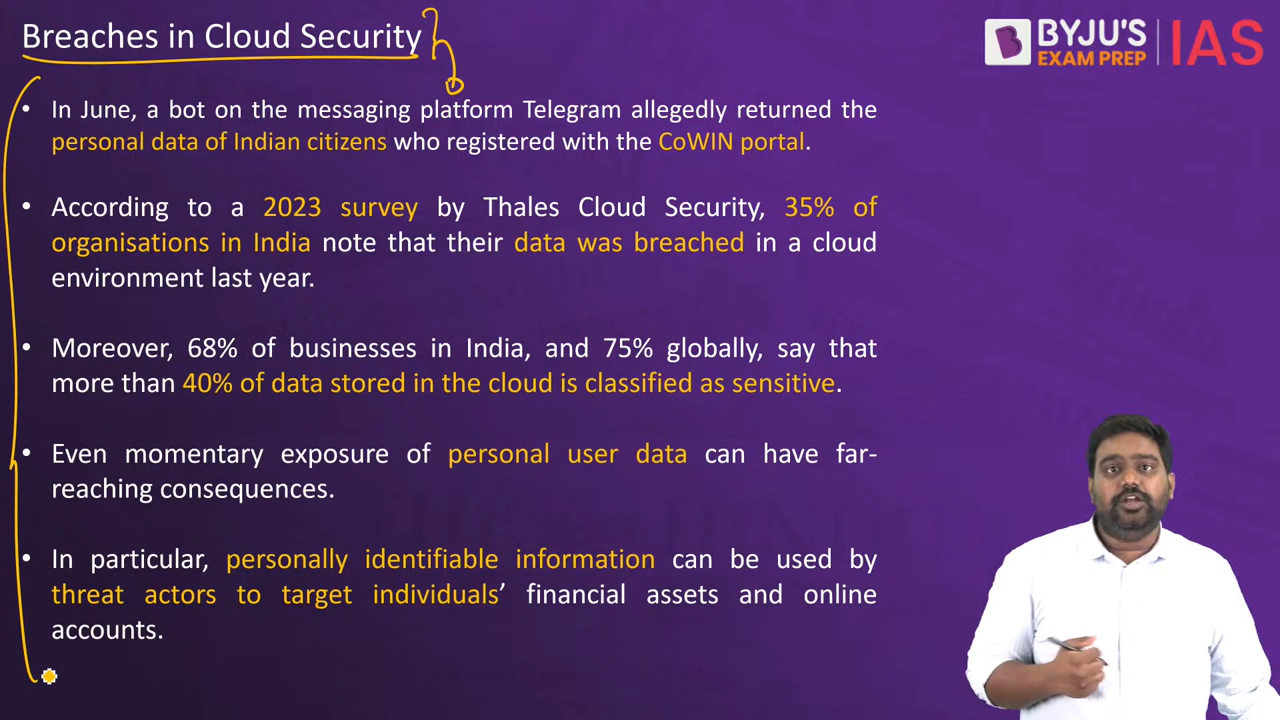 Breaches in Cloud Security
BYJU'S
EXAM PREP
IAS
• In June, a bot on the messaging platform Telegram allegedly returned the
personal data of Indian citizens who registered with the CoWIN portal.
• According to a 2023 survey by Thales Cloud Security, 35% of
organisations in India note that their data was breached in a cloud
environment last year.
• Moreover, 68% of businesses in India, and 75% globally, say that
more than 40% of data stored in the cloud is classified as sensitive.
• Even momentary exposure of personal user data can have far-
reaching consequences.
• In particular, personally identifiable information can be used by
threat actors to target individuals’ financial assets and online
accounts.